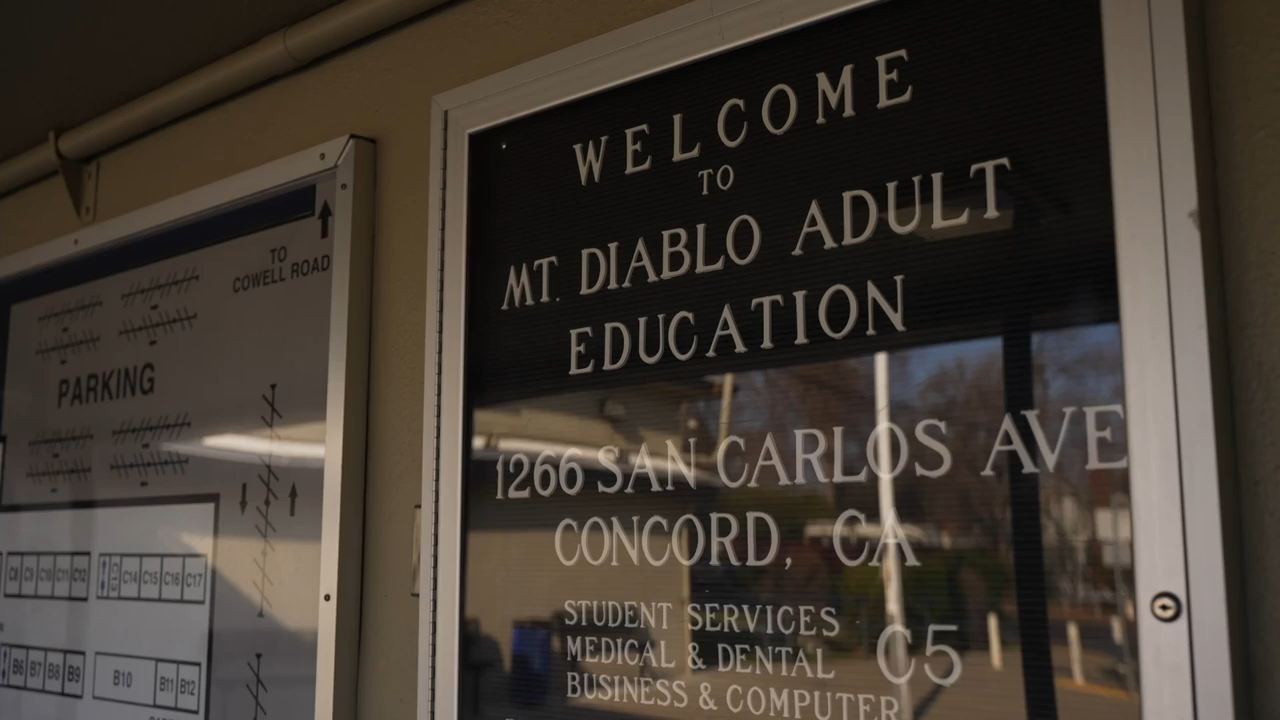 TO
COWELL ROAD
PARKING
C8 C9 C10 C11 C12
C14 C15 C16 C17
B6 B7 B8 B9
B10 B11 B12
WELCOME
TO
MT. DIABLO ADULT
EDUCATION
1266 SAN CARLOS AVE
CONCORD, CA
STUDENT SERVICES
MEDICAL & DENTAL C5
BUSINESS & COMPUTER